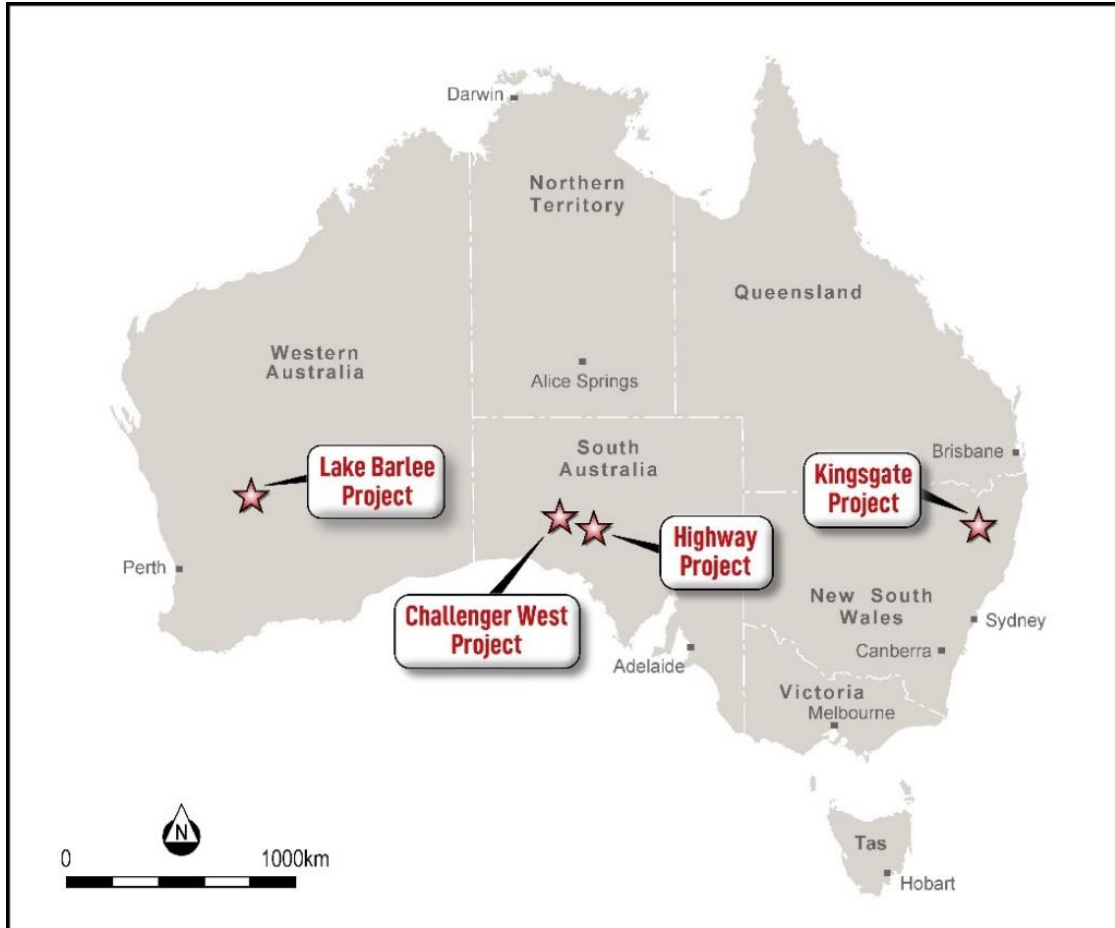 Darwin
Northern
Territory
Queensland
Western
Australia
Alice Springs
South
Australia
Brisbane
Lake Barlee
Project
Kingsgate
Project
Highway
Project
Perth
Challenger West
Project
New South
Wales
Sydney
Canberra
Adelaide
Victoria
Melbourne
N
0 1000km
Tas
Hobart